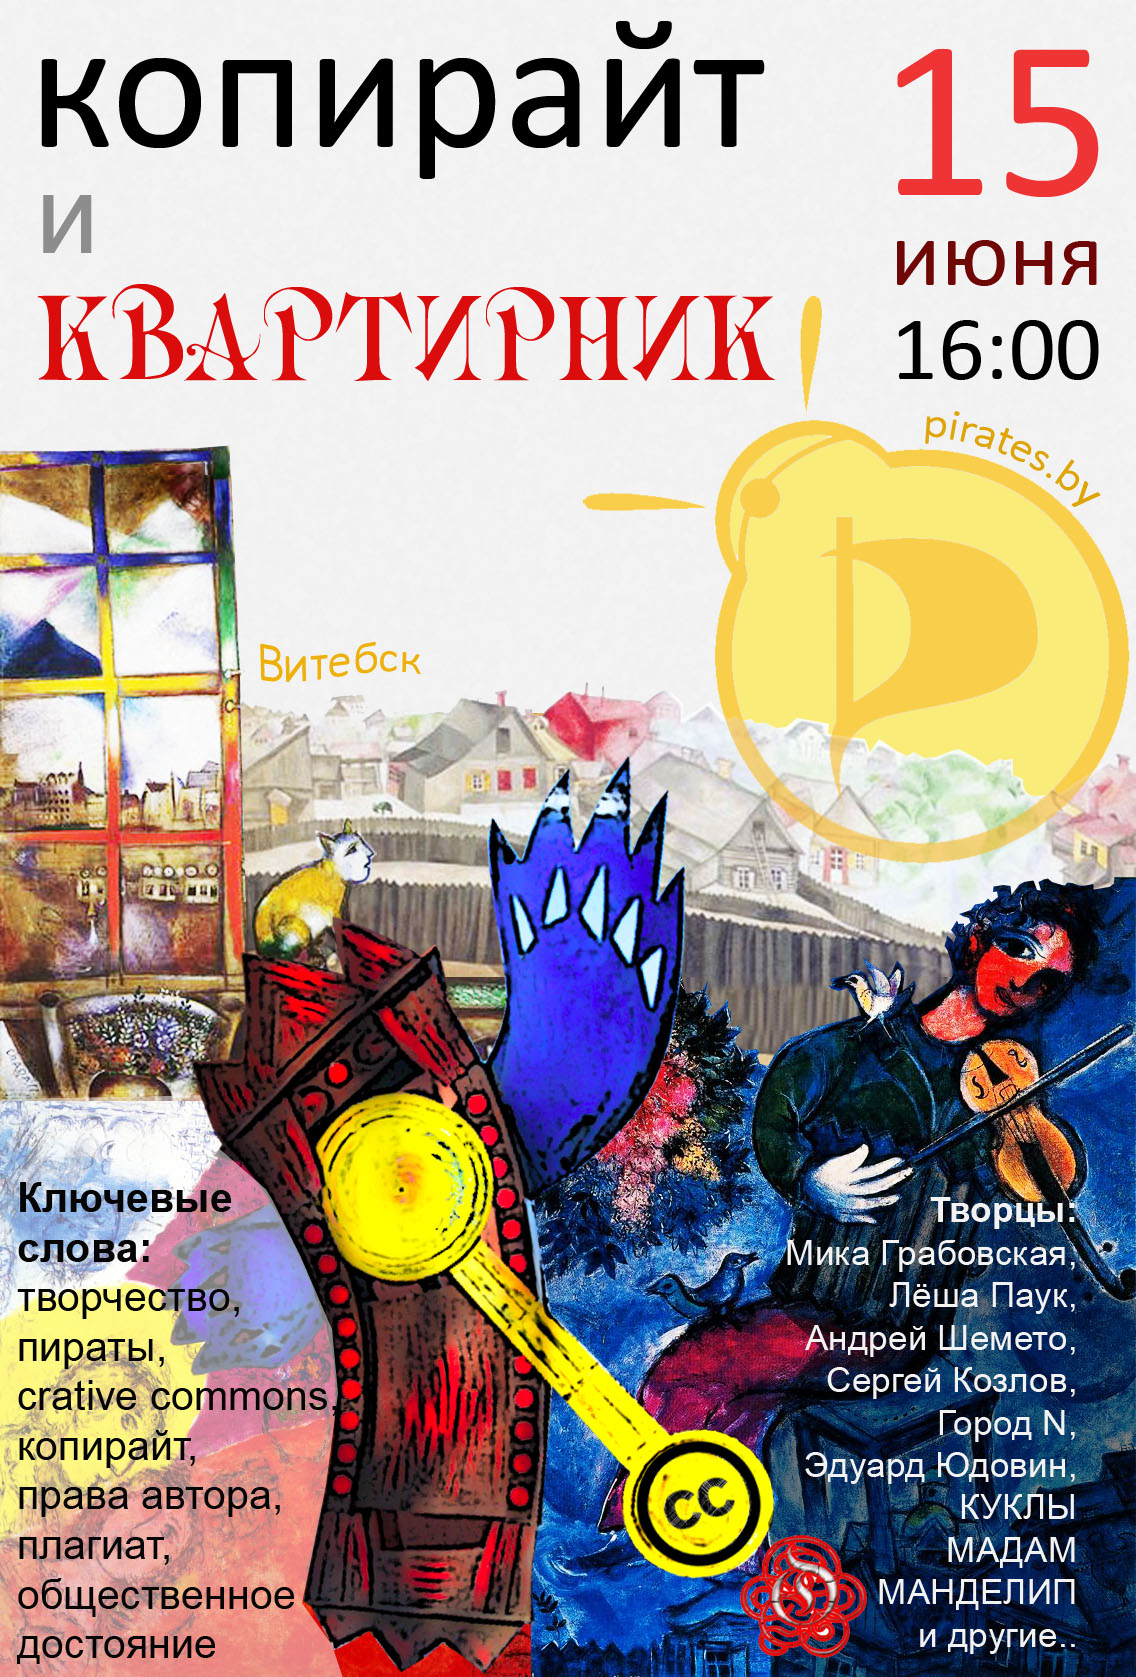 копирайт
и
КВАРТИРНИК
15
июня
16:00
pirates.by
Витебск
Ключевые
слова:
творчество,
пираты,
crative commons,
копирайт,
права автора,
плагиат,
общественное
достояние
cc
Творцы:
Мика Грабовская,
Лёша Паук,
Андрей Шемето,
Сергей Козлов,
Город N,
Эдуард Юдовин,
КУКЛЫ
МАДАМ
МАНДЕЛИП
и другие..